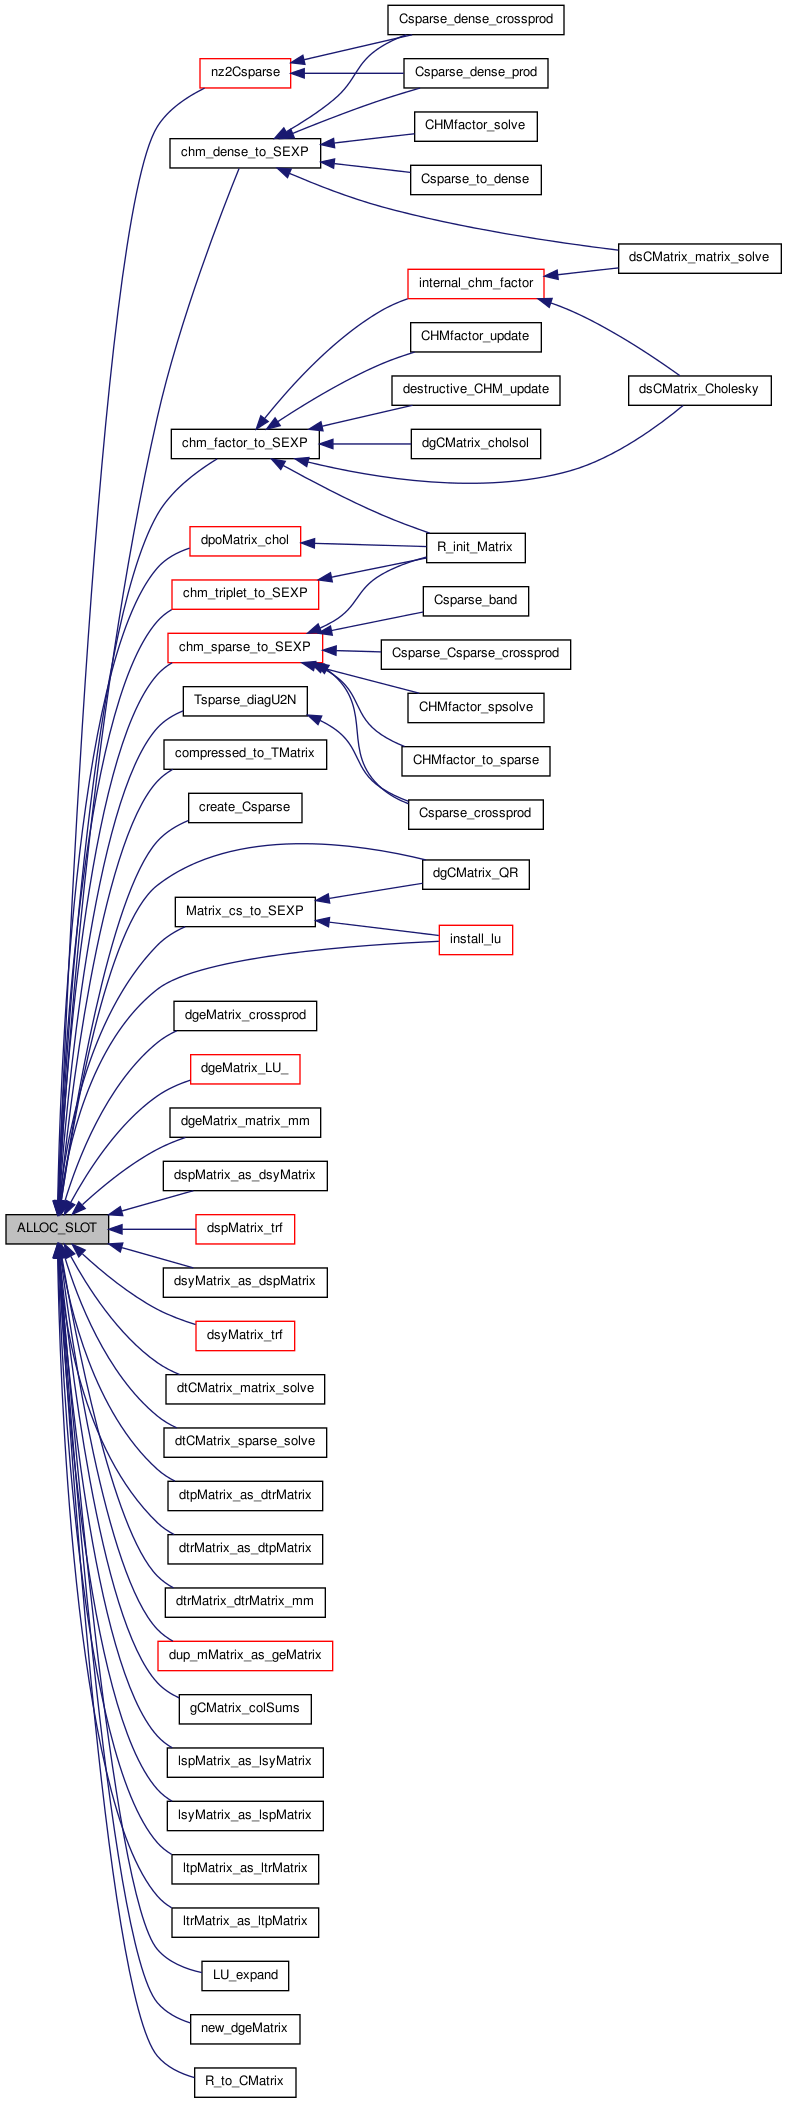 Csparse_dense_crossprod
nz2Csparse
Csparse_dense_prod
CHMfactor_solve
chm_dense_to_SEXP
Csparse_to_dense
dsCMatrix_matrix_solve
internal_chm_factor
CHMfactor_update
destructive_CHM_update
dsCMatrix_Cholesky
chm_factor_to_SEXP
dgCMatrix_cholsol
dpoMatrix_chol
R_init_Matrix
chm_triplet_to_SEXP
Csparse_band
chm_sparse_to_SEXP
Csparse_Csparse_crossprod
Tsparse_diagU2N
CHMfactor_spsolve
compressed_to_TMatrix
CHMfactor_to_sparse
create_Csparse
Csparse_crossprod
dgCMatrix_QR
Matrix_cs_to_SEXP
install_lu
dgeMatrix_crossprod
dgeMatrix_LU_
dgeMatrix_matrix_mm
dspMatrix_as_dsyMatrix
ALLOC_SLOT
dspMatrix_trf
dsyMatrix_as_dspMatrix
dsyMatrix_trf
dtCMatrix_matrix_solve
dtCMatrix_sparse_solve
dtpMatrix_as_dtrMatrix
dtrMatrix_as_dtpMatrix
dtrMatrix_dtrMatrix_mm
dup_mMatrix_as_geMatrix
gCMatrix_colSums
lspMatrix_as_lsyMatrix
lsyMatrix_as_lspMatrix
ltpMatrix_as_ltrMatrix
ltrMatrix_as_ltpMatrix
LU_expand
new_dgeMatrix
R_to_CMatrix